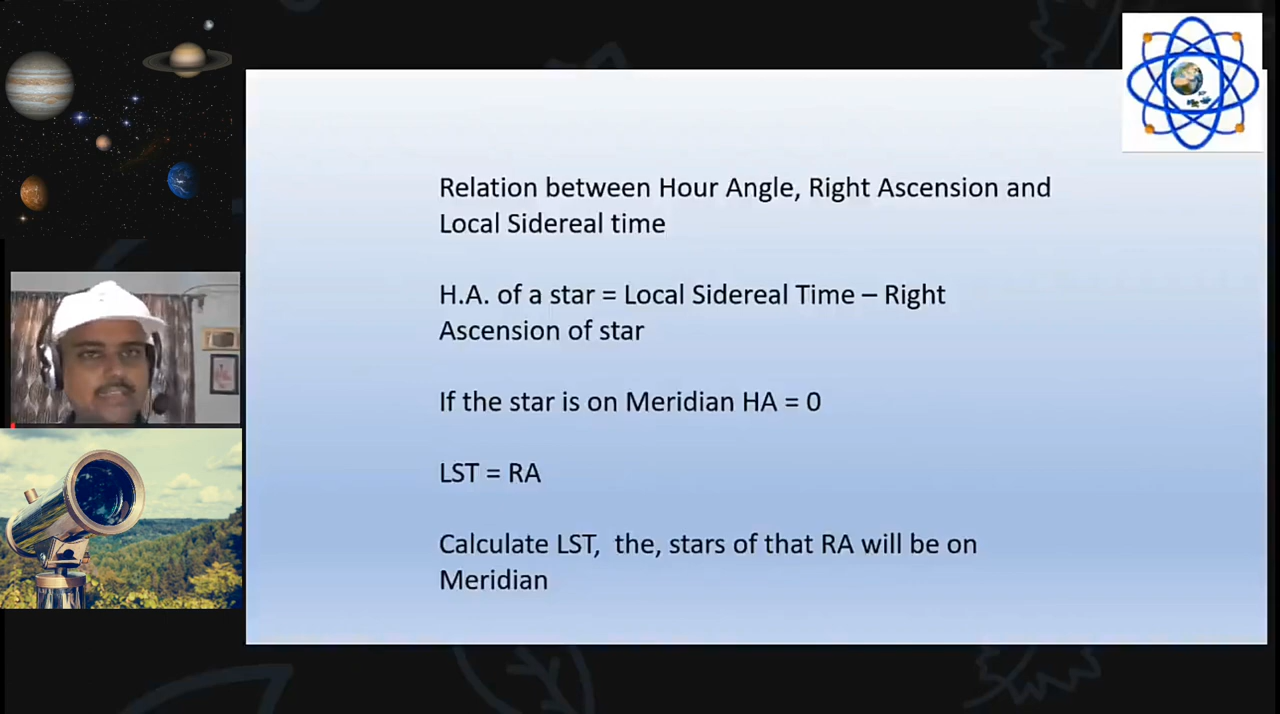 Relation between Hour Angle, Right Ascension and
Local Sidereal time
H.A. of a star = Local Sidereal Time – Right
Ascension of star
If the star is on Meridian HA = 0
LST = RA
Calculate LST,  the, stars of that RA will be on
Meridian